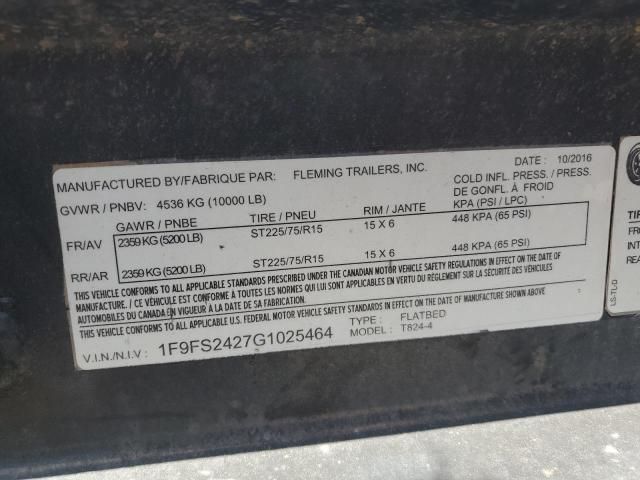 MANUFACTURED BY/FABRIQUE PAR: FLEMING TRAILERS, INC. DATE : 10/2016
GVWR / PNBV: 4536 KG (10000 LB) COLD INFL. PRESS. / PRESS.
DE GONFL. À FROID
GAWR / PNBE TIRE / PNEU RIM / JANTE KPA (PSI / LPC)
FR/AV 2359 KG (5200 LB) ST225/75/R15 15 X 6 448 KPA (65 PSI)
RR/AR 2359 KG (5200 LB) ST225/75/R15 15 X 6 448 KPA (65 PSI)
THIS VEHICLE CONFORMS TO ALL APPLICABLE STANDARDS PRESCRIBED UNDER THE CANADIAN MOTOR VEHICLE SAFETY REGULATIONS IN EFFECT ON THE DATE OF
MANUFACTURE. / CE VÉHICULE EST CONFORME À TOUTES LES NORMES QUI LUI SONT APPLICABLES EN VERTU DU RÈGLEMENT SUR LA SÉCURITÉ DES VÉHICULES
AUTOMOBILES DU CANADA EN VIGUEUR À LA DATE DE SA FABRICATION.
THIS VEHICLE CONFORMS TO ALL APPLICABLE U.S. FEDERAL MOTOR VEHICLE SAFETY STANDARDS IN EFFECT ON THE DATE OF MANUFACTURE SHOWN ABOVE.
V.I.N./N.I.V : 1F9FS2427G1025464 TYPE : FLATBED
MODEL : T824-4
LS-TL-D